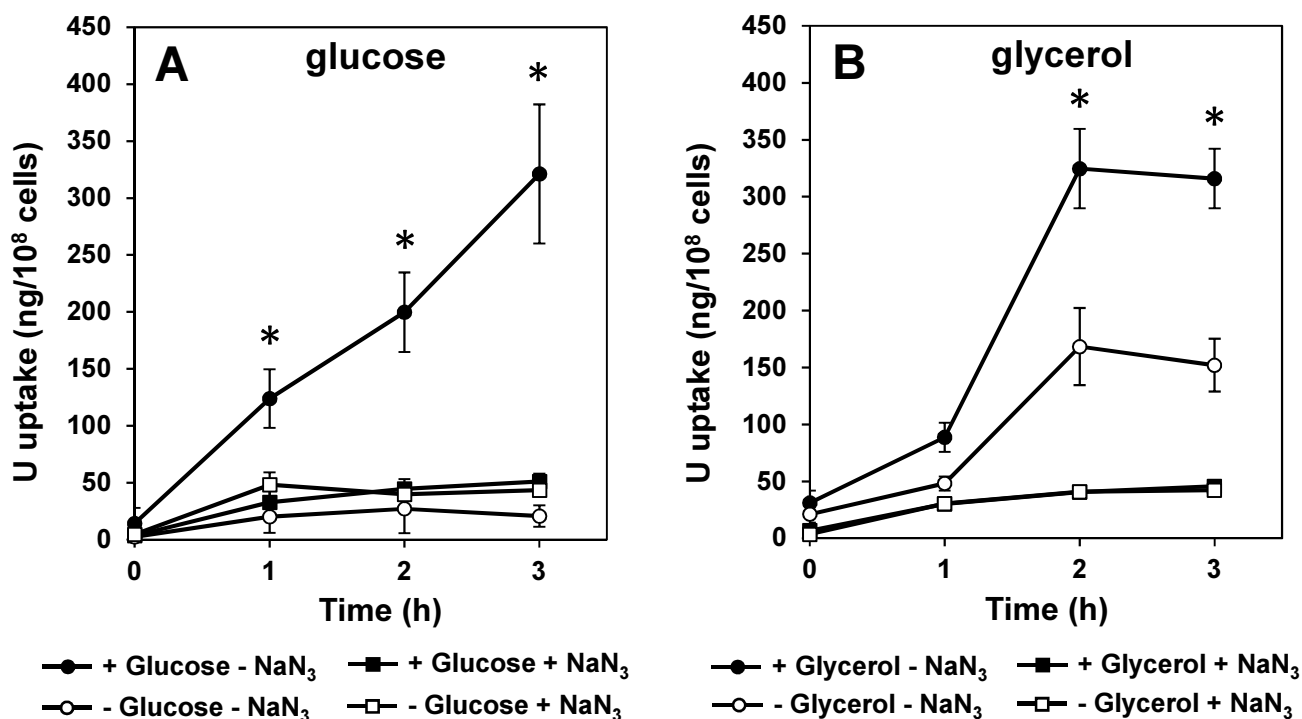 A glucose
450
400
350
300
250
200
150
100
50
0
U uptake (ng/10⁸ cells)
* * *
0 1 2 3
Time (h)
+ Glucose - NaN₃
+ Glucose + NaN₃
- Glucose - NaN₃
- Glucose + NaN₃
B glycerol
450
400
350
300
250
200
150
100
50
0
U uptake (ng/10⁸ cells)
* *
0 1 2 3
Time (h)
+ Glycerol - NaN₃
+ Glycerol + NaN₃
- Glycerol - NaN₃
- Glycerol + NaN₃